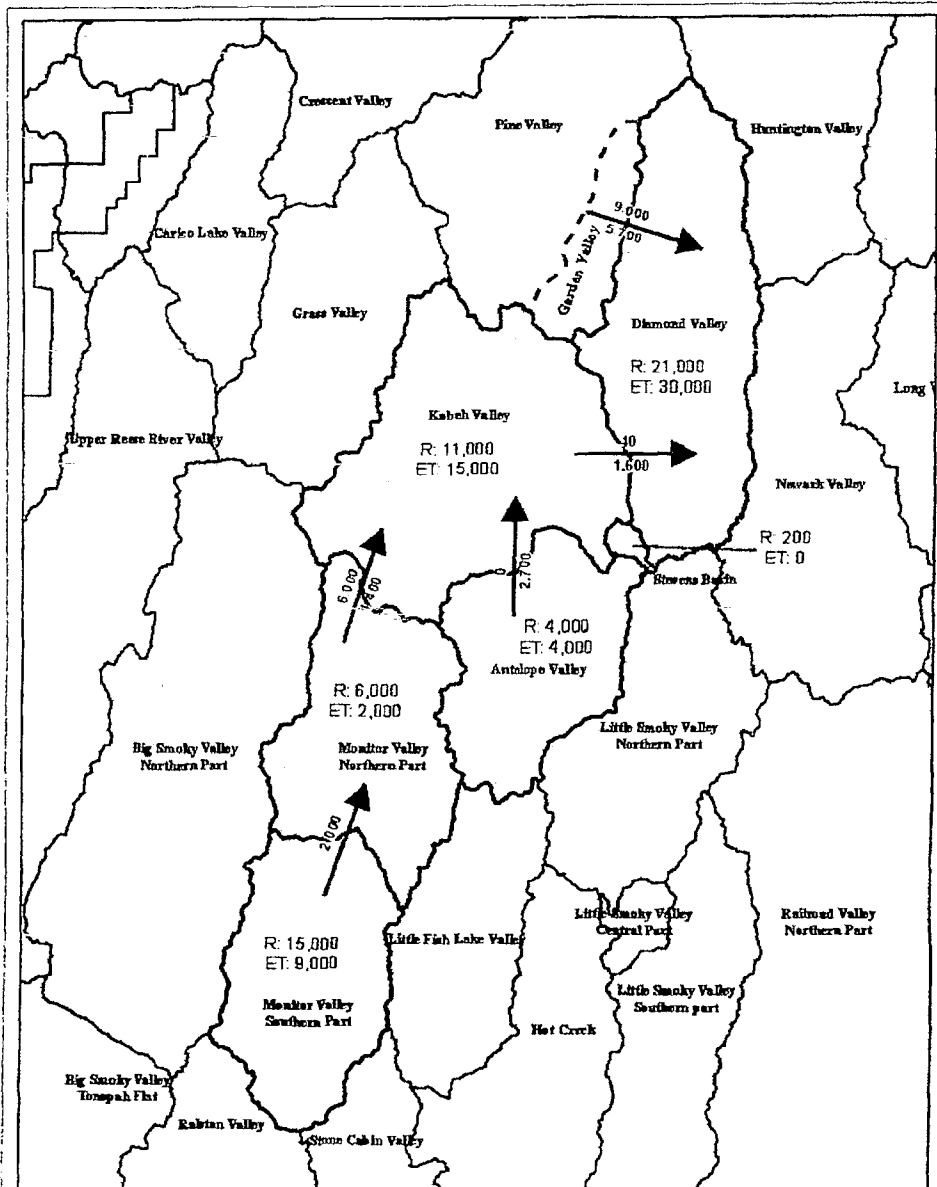 Crescent Valley
Pine Valley
Huntington Valley
9,000
5,700
Carico Lake Valley
Garden Valley
Grass Valley
Diamond Valley
R: 21,000
ET: 30,000
Long V
Kobeh Valley
R: 11,000
ET: 15,000
Upper Reese River Valley
10
1,600
Newark Valley
R: 200
ET: 0
Stevens Basin
6,000
0
2,700
R: 4,000
ET: 4,000
Antelope Valley
R: 6,000
ET: 2,000
Big Smoky Valley
Northern Part
Monitor Valley
Northern Part
Little Smoky Valley
Northern Part
2,000
Little Smoky Valley
Central Part
Railroad Valley
Northern Part
Little Fish Lake Valley
R: 15,000
ET: 9,000
Monitor Valley
Southern Part
Little Smoky Valley
Southern part
Hot Creek
Big Smoky Valley
Tonopah Flat
Ralston Valley
Stone Cabin Valley